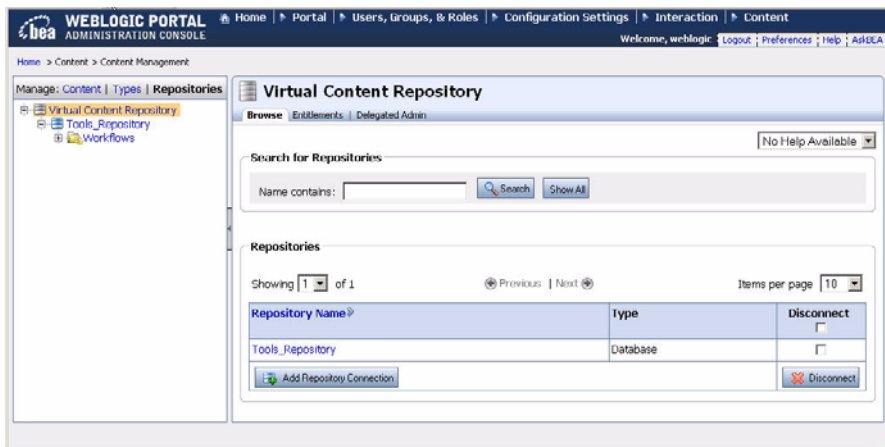 bea WEBLOGIC PORTAL
ADMINISTRATION CONSOLE
Home | Portal | Users, Groups, & Roles | Configuration Settings | Interaction | Content
Welcome, weblogic Logout Preferences Help AskBEA
Home > Content > Content Management
Manage: Content | Types | Repositories
Virtual Content Repository
Tools_Repository
Workflows
Virtual Content Repository
Browse Entitlements | Delegated Admin
No Help Available
Search for Repositories
Name contains: Search Show All
Repositories
Showing 1 of 1 Previous | Next Items per page 10
Repository Name Type Disconnect
Tools_Repository Database
Add Repository Connection Disconnect